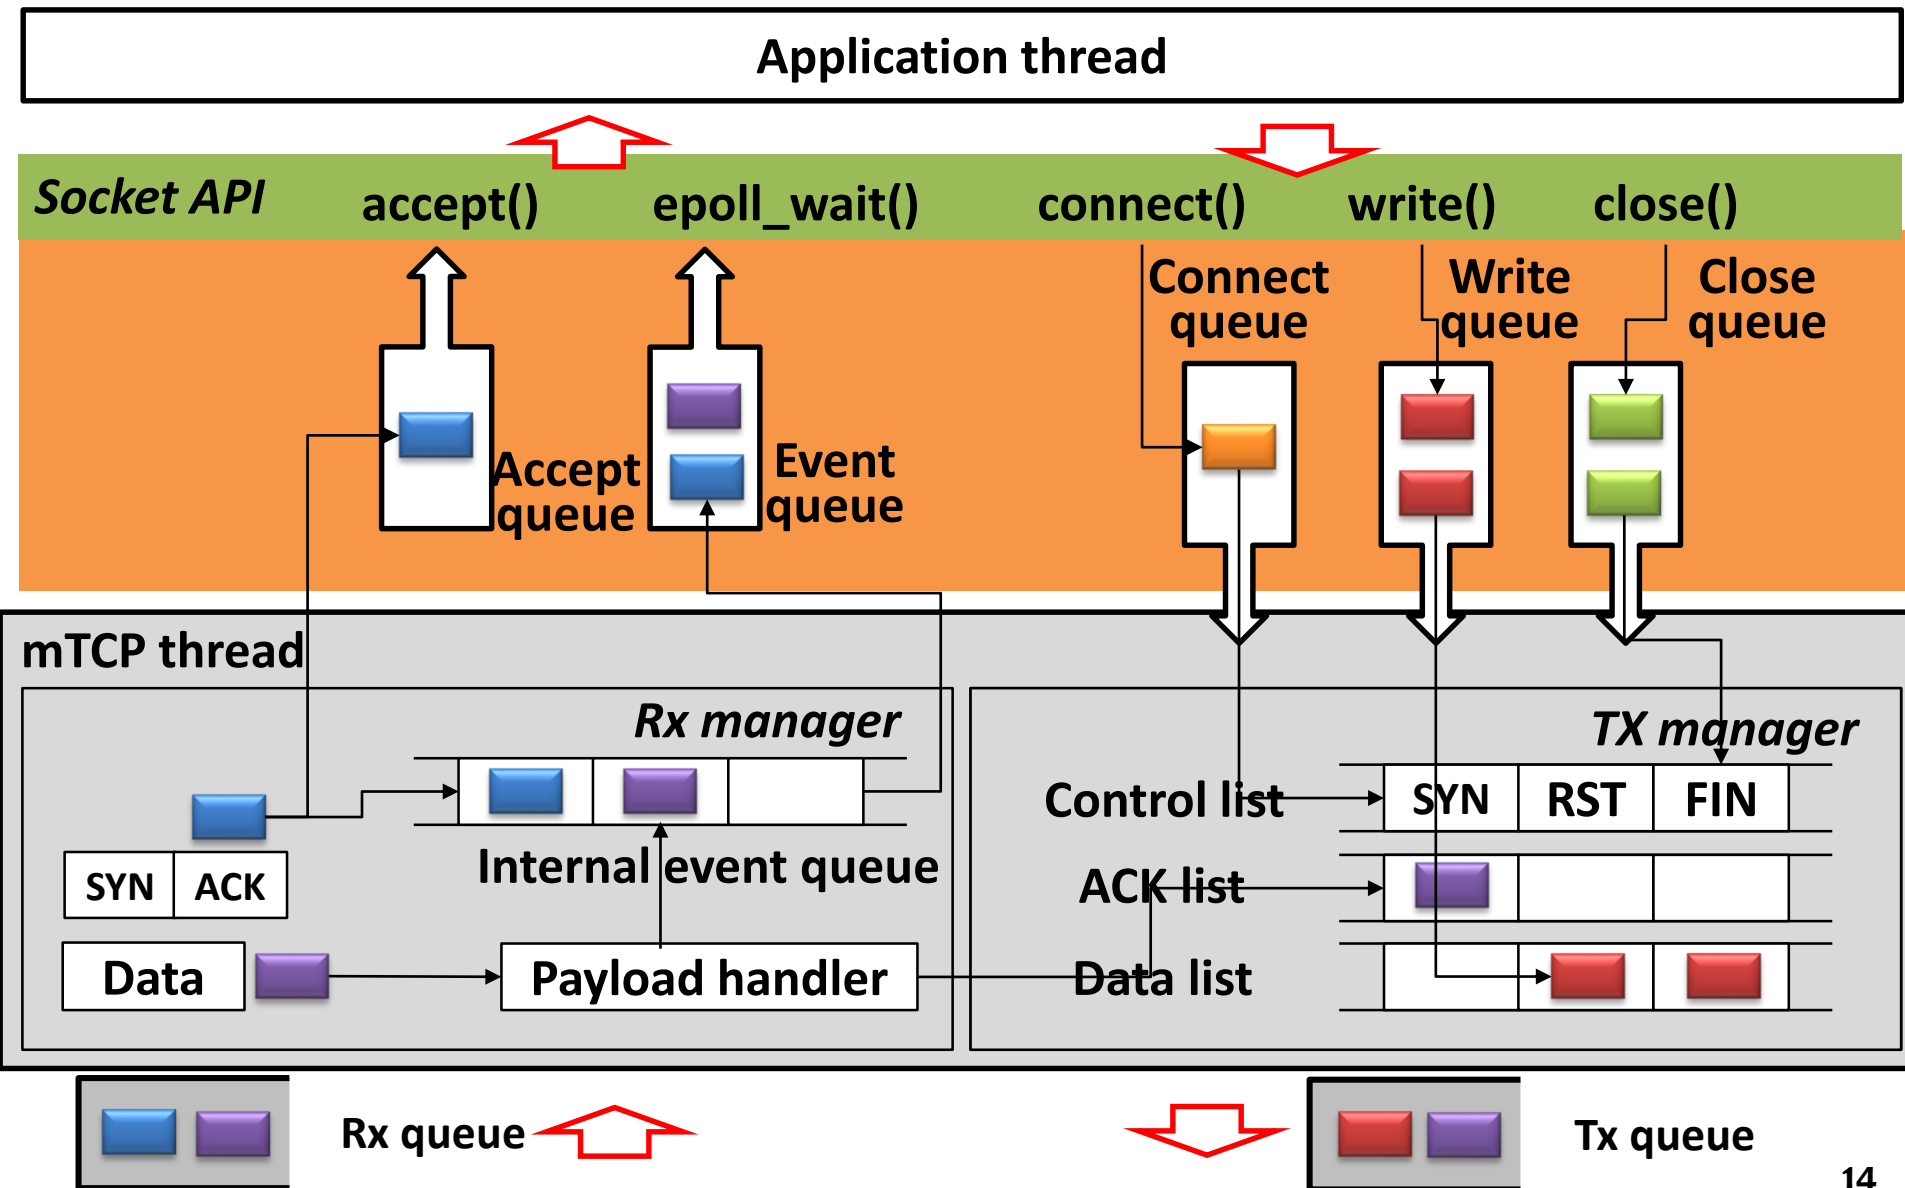 Application thread
Socket API
accept()
epoll_wait()
connect()
write()
close()
Connect
queue
Write
queue
Close
queue
Accept
queue
Event
queue
mTCP thread
Rx manager
TX manager
Control list
SYN
RST
FIN
Internal event queue
SYN
ACK
ACK list
Data
Payload handler
Data list
Rx queue
Tx queue
14